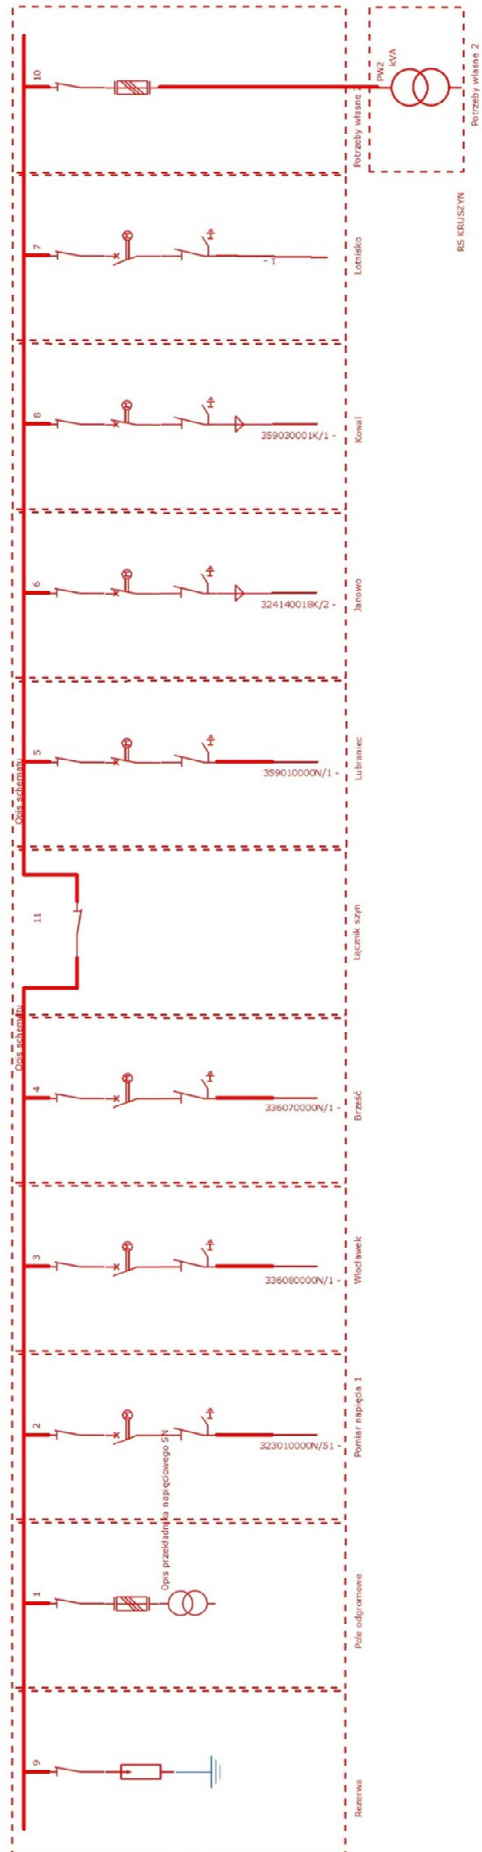 10
PW2
kVA
Potrzeby własne 2
Potrzeby własne
RS KRUSZYN
7
- T
Lotnisko
8
359030001K/1 -
Kowal
6
324140018K/2 -
Janowo
5
359010000N/1 -
Lubraniec
Opis schematu
11
Łącznik szyn
Opis schematu
4
336070000N/1 -
Brześć
3
336080000N/1 -
Włocławek
2
323010000N/51 -
Pomiar napięcia 1
Opis przekładnika napięciowego SN
1
Pole odgromowe
9
Rezerwa